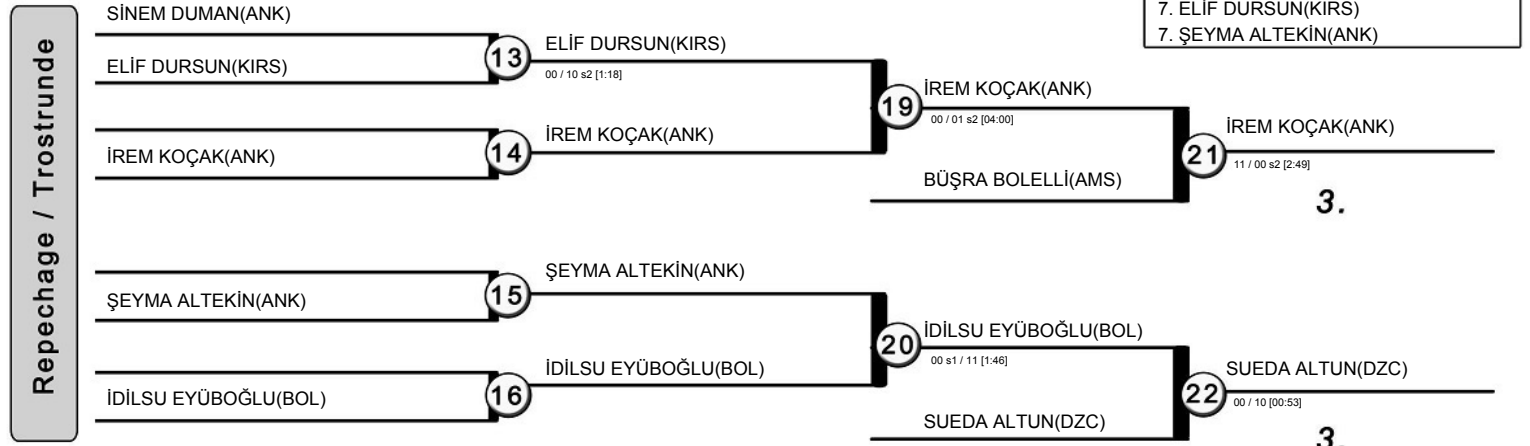 7. ELİF DURSUN(KIRS)
7. ŞEYMA ALTEKİN(ANK)
Repechage / Trostrunde
SİNEM DUMAN(ANK)
ELİF DURSUN(KIRS)
13
ELİF DURSUN(KIRS)
00 / 10 s2 [1:18]
İREM KOÇAK(ANK)
14
İREM KOÇAK(ANK)
19
İREM KOÇAK(ANK)
00 / 01 s2 [04:00]
BÜŞRA BOLELLİ(AMS)
21
İREM KOÇAK(ANK)
11 / 00 s2 [2:49]
3.
ŞEYMA ALTEKİN(ANK)
15
ŞEYMA ALTEKİN(ANK)
İDİLSU EYÜBOĞLU(BOL)
16
İDİLSU EYÜBOĞLU(BOL)
20
İDİLSU EYÜBOĞLU(BOL)
00 s1 / 11 [1:46]
SUEDA ALTUN(DZC)
22
SUEDA ALTUN(DZC)
00 / 10 [00:53]
3.